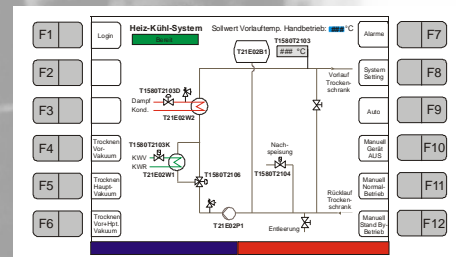 Heiz-Kühl-System
Sollwert Vorlauftemp. Handbetrieb: ### °C
F1
Login
F2
F3
F4
Trocknen
Vor-
Vakuum
F5
Trocknen
Haupt-
Vakuum
F6
Trocknen
Vor+Hpt.
Vakuum
T21E02B1
T1580T2103
### °C
T1580T2103D
Dampf
Kond.
T21E02W2
T1580T2103K
KWV
KWR
T21E02W1
T1580T2106
Nach-
speisung
T1580T2104
T21E02P1
Entleerung
Vorlauf
Trocken-
schrank
Rücklauf
Trocken-
schrank
Alarme
F7
System
Setting
F8
Auto
F9
Manuell
Gerät
AUS
F10
Manuell
Normal-
Betrieb
F11
Manuell
Stand By-
Betrieb
F12